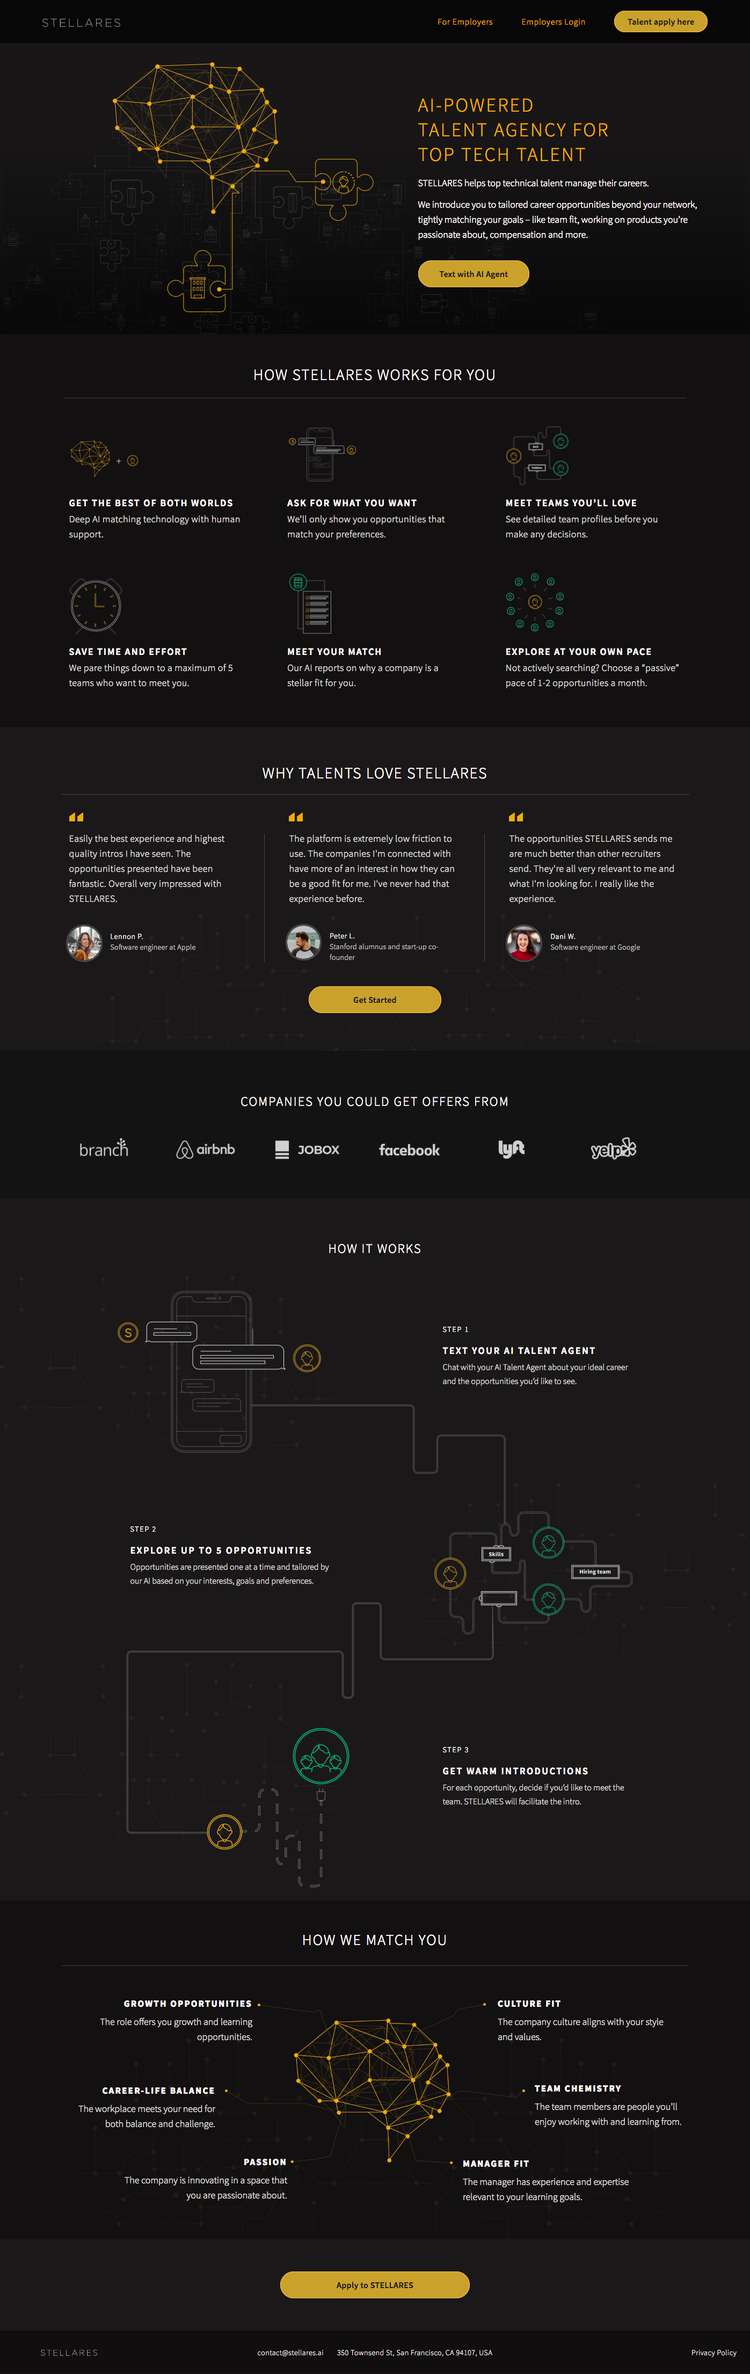 STELLARES
For Employers
Employers Login
Talent apply here
AI-POWERED
TALENT AGENCY FOR
TOP TECH TALENT
STELLARES helps top technical talent manage their careers.
We introduce you to tailored career opportunities beyond your network,
tightly matching your goals – like team fit, working on products you're
passionate about, compensation and more.
Text with AI Agent
HOW STELLARES WORKS FOR YOU
GET THE BEST OF BOTH WORLDS
Deep AI matching technology with human
support.
ASK FOR WHAT YOU WANT
We'll only show you opportunities that
match your preferences.
MEET TEAMS YOU'LL LOVE
See detailed team profiles before you
make any decisions.
SAVE TIME AND EFFORT
We pare things down to a maximum of 5
teams who want to meet you.
MEET YOUR MATCH
Our AI reports on why a company is a
stellar fit for you.
EXPLORE AT YOUR OWN PACE
Not actively searching? Choose a "passive"
pace of 1-2 opportunities a month.
WHY TALENTS LOVE STELLARES
Easily the best experience and highest
quality intros I have seen. The
opportunities presented have been
fantastic. Overall very impressed with
STELLARES.
Lennon P.
Software engineer at Apple
The platform is extremely low friction to
use. The companies I'm connected with
have more of an interest in how they can
be a good fit for me. I've never had that
experience before.
Peter L.
Stanford alumnus and start-up co-
founder
The opportunities STELLARES sends me
are much better than other recruiters
send. They're all very relevant to me and
what I'm looking for. I really like the
experience.
Dani W.
Software engineer at Google
Get Started
COMPANIES YOU COULD GET OFFERS FROM
branch
airbnb
JOBOX
facebook
lyft
yelp
HOW IT WORKS
S
STEP 1
TEXT YOUR AI TALENT AGENT
Chat with your AI Talent Agent about your ideal career
and the opportunities you'd like to see.
STEP 2
EXPLORE UP TO 5 OPPORTUNITIES
Opportunities are presented one at a time and tailored by
our AI based on your interests, goals and preferences.
Skills
Hiring team
STEP 3
GET WARM INTRODUCTIONS
For each opportunity, decide if you'd like to meet the
team. STELLARES will facilitate the intro.
HOW WE MATCH YOU
GROWTH OPPORTUNITIES
The role offers you growth and learning
opportunities.
CULTURE FIT
The company culture aligns with your style
and values.
CAREER-LIFE BALANCE
The workplace meets your need for
both balance and challenge.
TEAM CHEMISTRY
The team members are people you'll
enjoy working with and learning from.
PASSION
The company is innovating in a space that
you are passionate about.
MANAGER FIT
The manager has experience and expertise
relevant to your learning goals.
Apply to STELLARES
STELLARES
contact@stellares.ai
350 Townsend St, San Francisco, CA 94107, USA
Privacy Policy